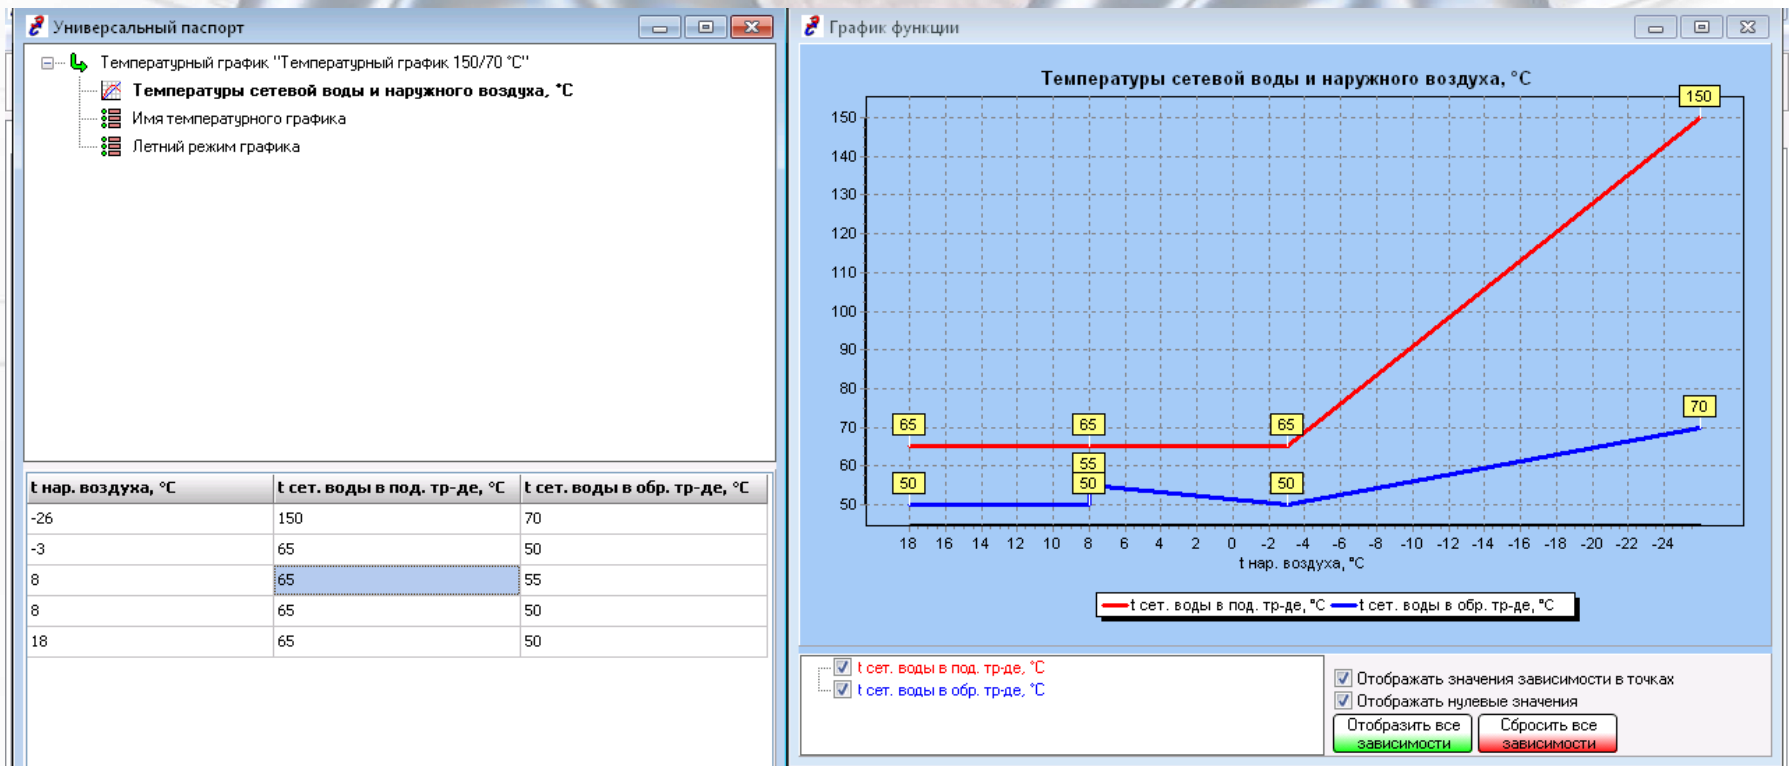 Универсальный паспорт
Температурный график "Температурный график 150/70 °C"
Температуры сетевой воды и наружного воздуха, °C
Имя температурного графика
Летний режим графика
t нар. воздуха, °C t сет. воды в под. тр-де, °C t сет. воды в обр. тр-де, °C
-26 150 70
-3 65 50
8 65 55
8 65 50
18 65 50
График функции
Температуры сетевой воды и наружного воздуха, °C
150
150
140
130
120
110
100
90
80
70
70
65 65 65
60
55
50 50 50
50
18 16 14 12 10 8 6 4 2 0 -2 -4 -6 -8 -10 -12 -14 -16 -18 -20 -22 -24
t нар. воздуха, °C
t сет. воды в под. тр-де, °C t сет. воды в обр. тр-де, °C
t сет. воды в под. тр-де, °C
t сет. воды в обр. тр-де, °C
Отображать значения зависимости в точках
Отображать нулевые значения
Отобразить все зависимости
Сбросить все зависимости